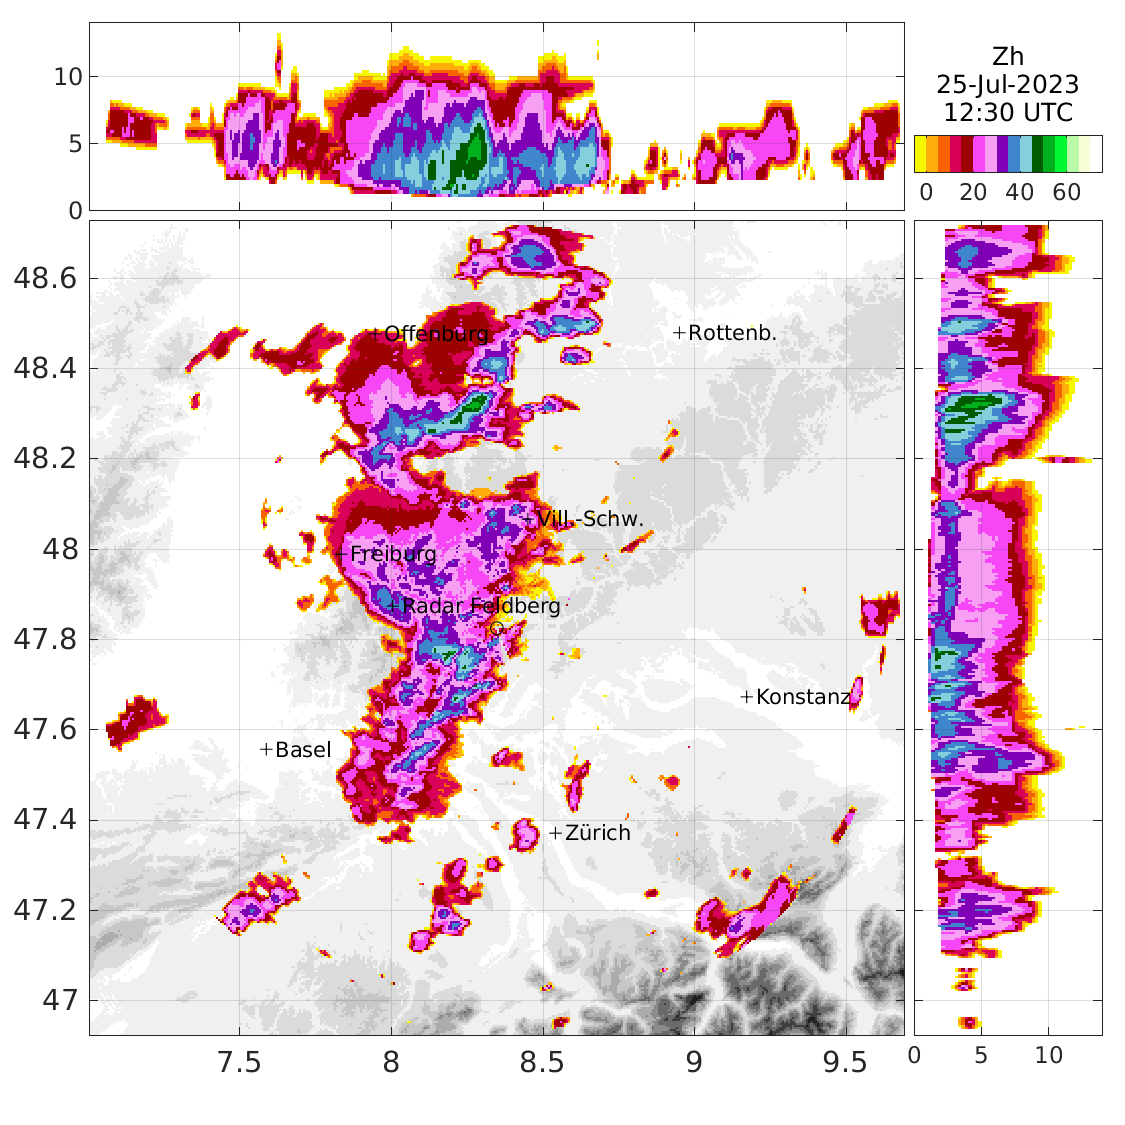 Zh
25-Jul-2023
12:30 UTC
0 20 40 60
10
5
0
48.6
48.4
48.2
48
47.8
47.6
47.4
47.2
47
+Offenburg
+Rottenb.
+Vill.-Schw.
+Freiburg
+Radar Feldberg
+Konstanz
+Basel
+Zürich
7.5 8 8.5 9 9.5
0 5 10